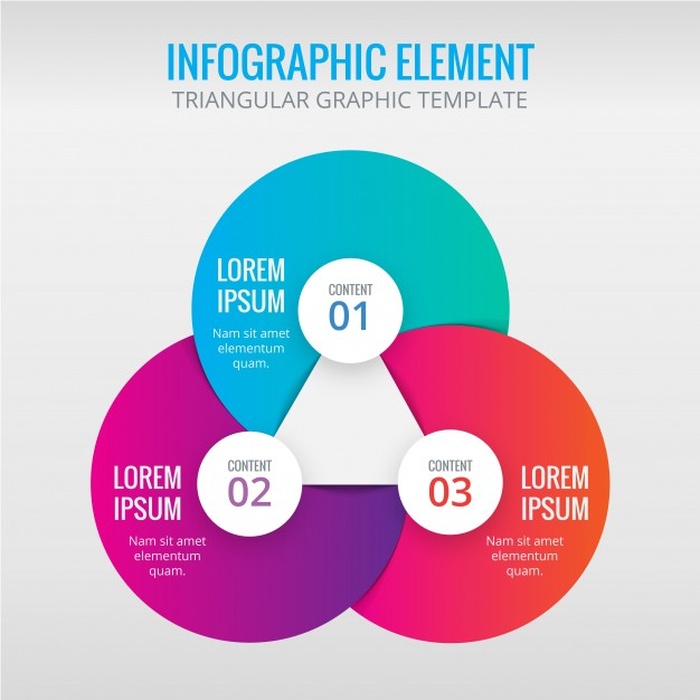 INFOGRAPHIC ELEMENT
TRIANGULAR GRAPHIC TEMPLATE
LOREM
IPSUM
Nam sit amet
elementum
quam.
CONTENT
01
LOREM
IPSUM
Nam sit amet
elementum
quam.
CONTENT
02
CONTENT
03
LOREM
IPSUM
Nam sit amet
elementum
quam.